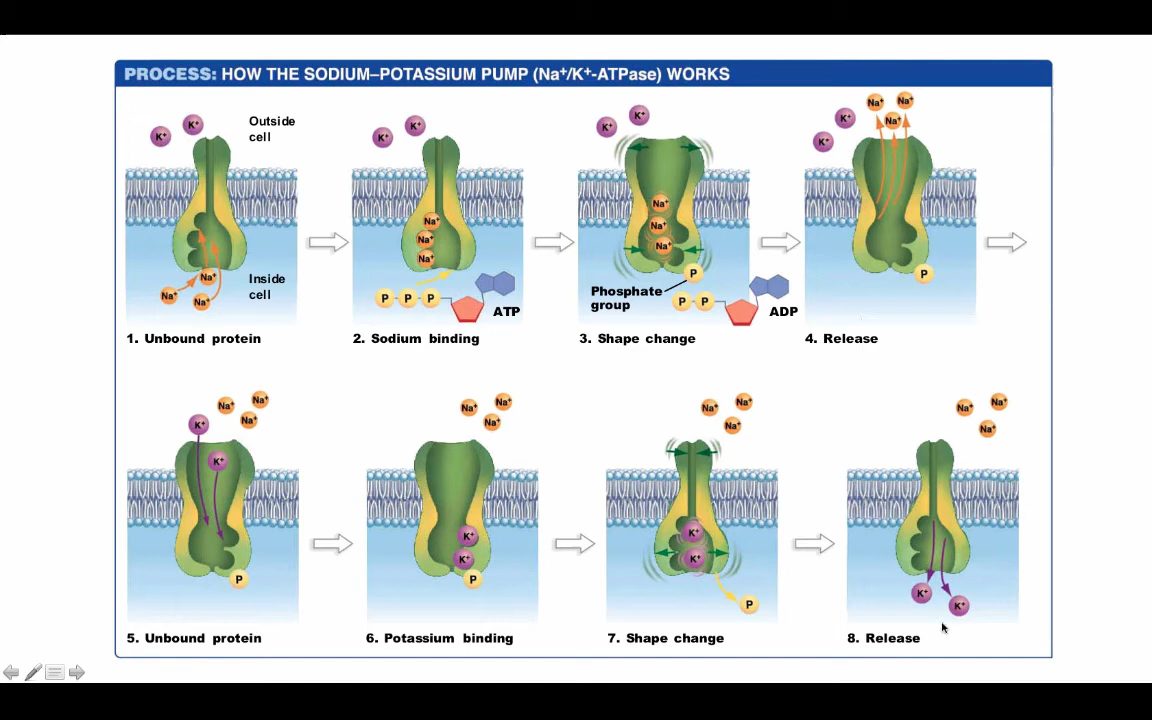 PROCESS: HOW THE SODIUM–POTASSIUM PUMP (Na⁺/K⁺-ATPase) WORKS
K⁺ K⁺
Outside
cell
Na⁺
Na⁺ Na⁺
Inside
cell
1. Unbound protein
K⁺ K⁺
Na⁺
Na⁺
Na⁺
P P P
ATP
2. Sodium binding
K⁺ K⁺
Na⁺
Na⁺
Na⁺
P
Phosphate
group
P P
ADP
3. Shape change
K⁺ K⁺
Na⁺ Na⁺
Na⁺
P
4. Release
K⁺ Na⁺ Na⁺
Na⁺
K⁺
P
5. Unbound protein
Na⁺ Na⁺
Na⁺
K⁺
K⁺
P
6. Potassium binding
Na⁺ Na⁺
Na⁺
K⁺
K⁺
P
7. Shape change
Na⁺ Na⁺
Na⁺
K⁺ K⁺
8. Release